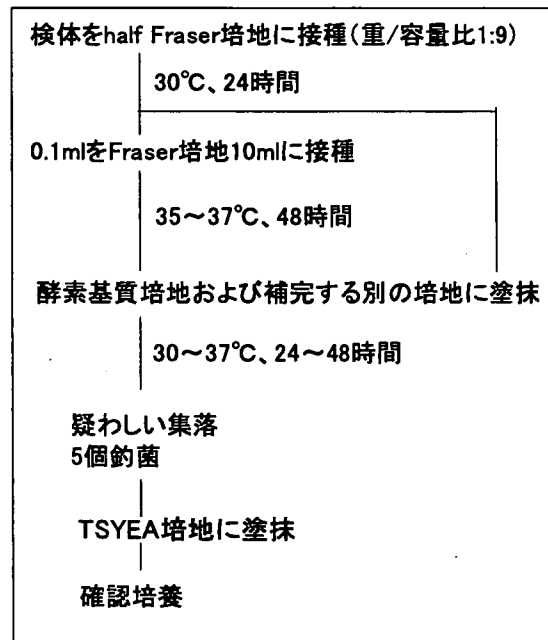 検体をhalf Fraser培地に接種(重/容量比1:9)
30℃、24時間
0.1mlをFraser培地10mlに接種
35～37℃、48時間
酵素基質培地および補完する別の培地に塗抹
30～37℃、24～48時間
疑わしい集落
5個釣菌
TSYEA培地に塗抹
確認培養